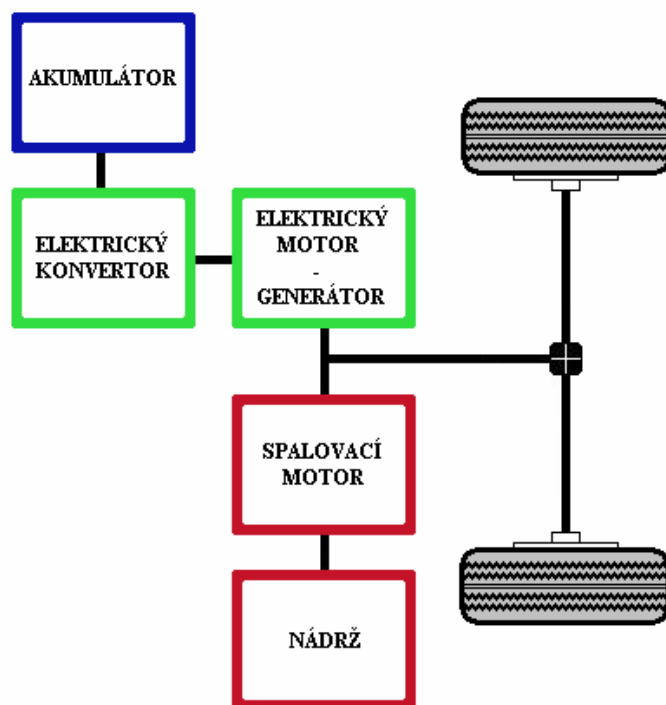 AKUMULÁTOR
ELEKTRICKÝ
KONVERTOR
ELEKTRICKÝ
MOTOR
-
GENERÁTOR
SPALOVACÍ
MOTOR
NÁDRŽ